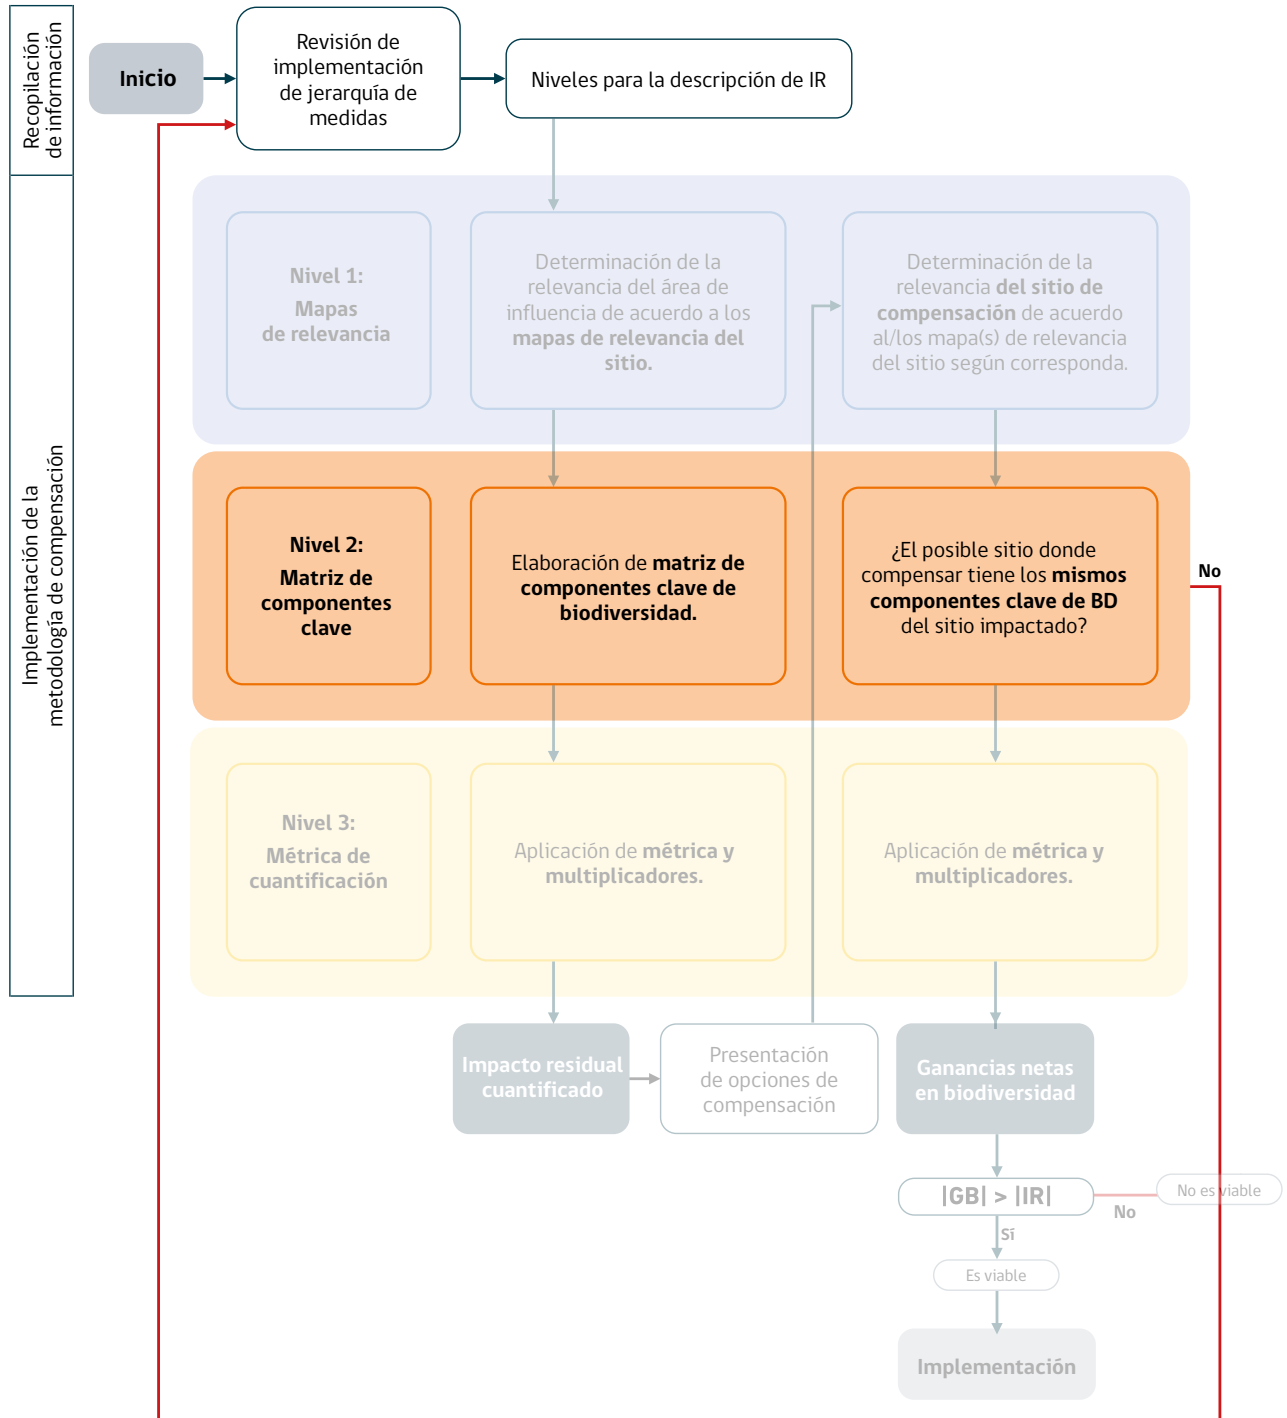 Recopilación
de información
Inicio
Revisión de
implementación
de jerarquía de
medidas
Niveles para la descripción de IR
Implementación de la
metodología de compensación
Nivel 1:
Mapas
de relevancia
Determinación de la
relevancia del área de
influencia de acuerdo a los
mapas de relevancia del
sitio.
Determinación de la
relevancia del sitio de
compensación de acuerdo
al/los mapa(s) de relevancia
del sitio según corresponda.
Nivel 2:
Matriz de
componentes
clave
Elaboración de matriz de
componentes clave de
biodiversidad.
¿El posible sitio donde
compensar tiene los mismos
componentes clave de BD
del sitio impactado?
No
Nivel 3:
Métrica de
cuantificación
Aplicación de métrica y
multiplicadores.
Aplicación de métrica y
multiplicadores.
Impacto residual
cuantificado
Presentación
de opciones de
compensación
Ganancias netas
en biodiversidad
|GB| > |IR|
No
No es viable
Sí
Es viable
Implementación